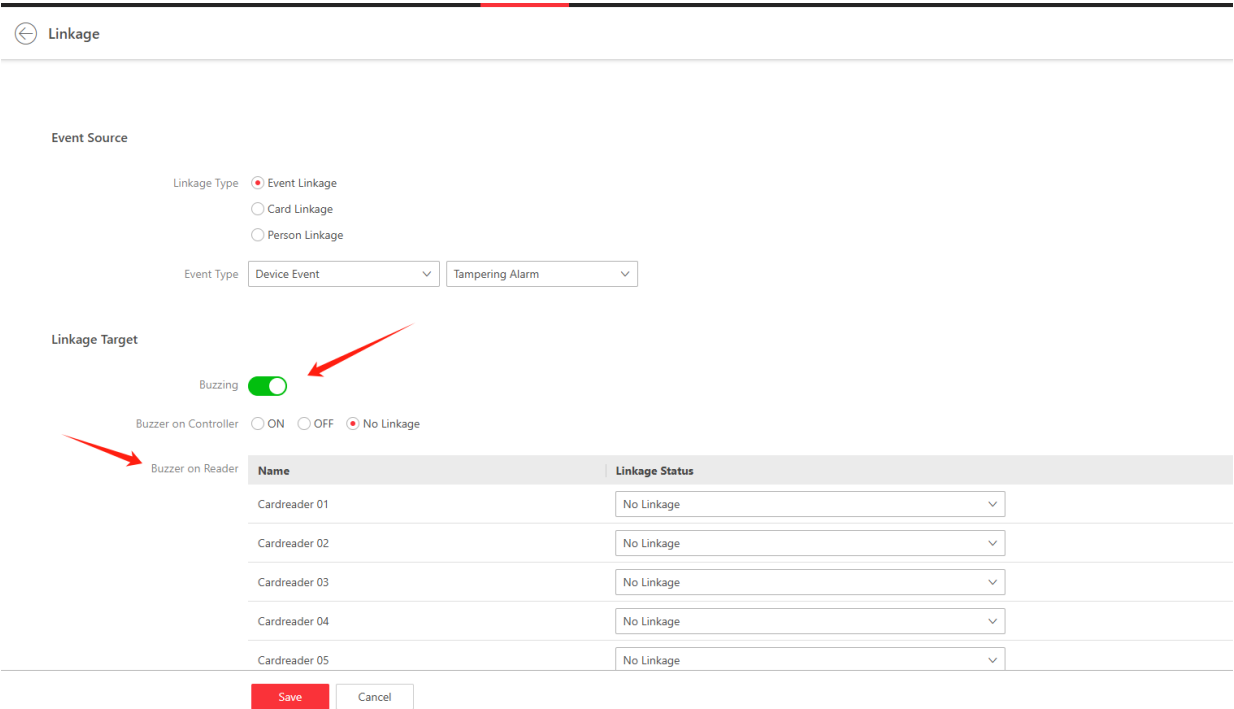 Linkage
Event Source
Linkage Type Event Linkage
Card Linkage
Person Linkage
Event Type Device Event Tampering Alarm
Linkage Target
Buzzing
Buzzer on Controller ON OFF No Linkage
Buzzer on Reader Name Linkage Status
Cardreader 01 No Linkage
Cardreader 02 No Linkage
Cardreader 03 No Linkage
Cardreader 04 No Linkage
Cardreader 05 No Linkage
Save Cancel